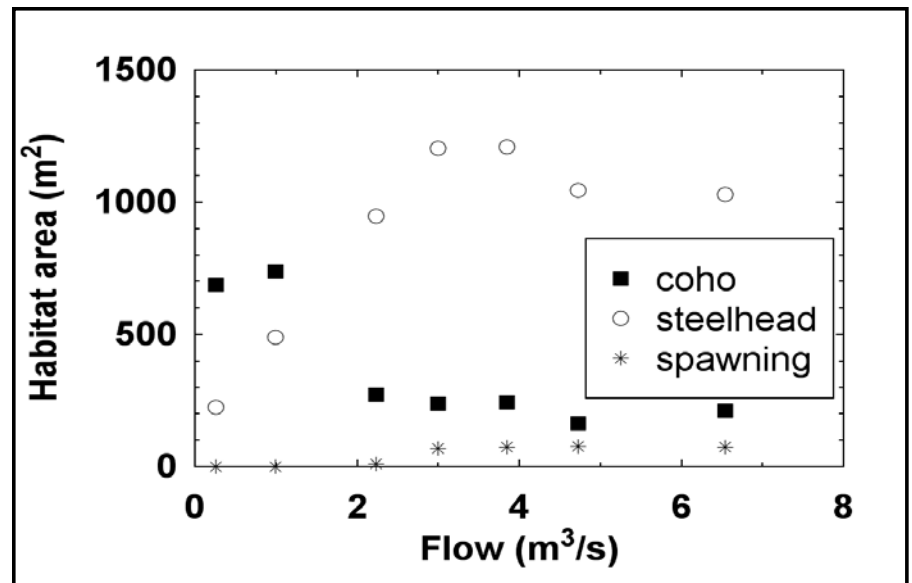 1500
1000
500
0
Habitat area (m²)
coho
steelhead
spawning
0 2 4 6 8
Flow (m³/s)